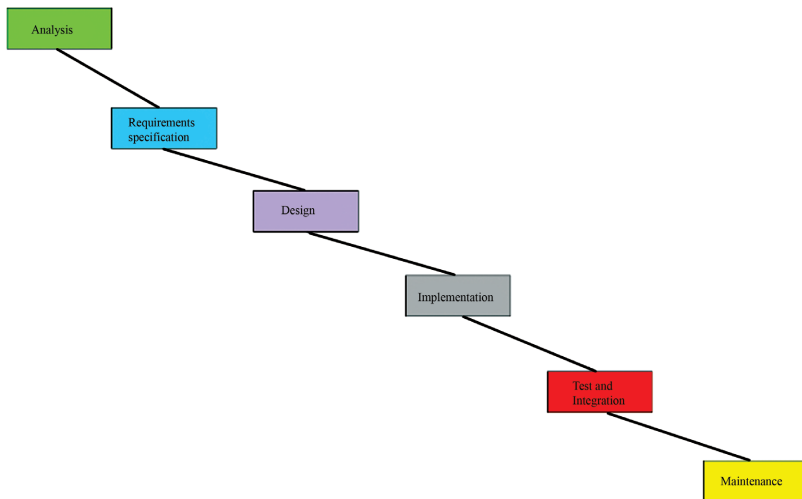 Analysis
Requirements
specification
Design
Implementation
Test and
Integration
Maintenance